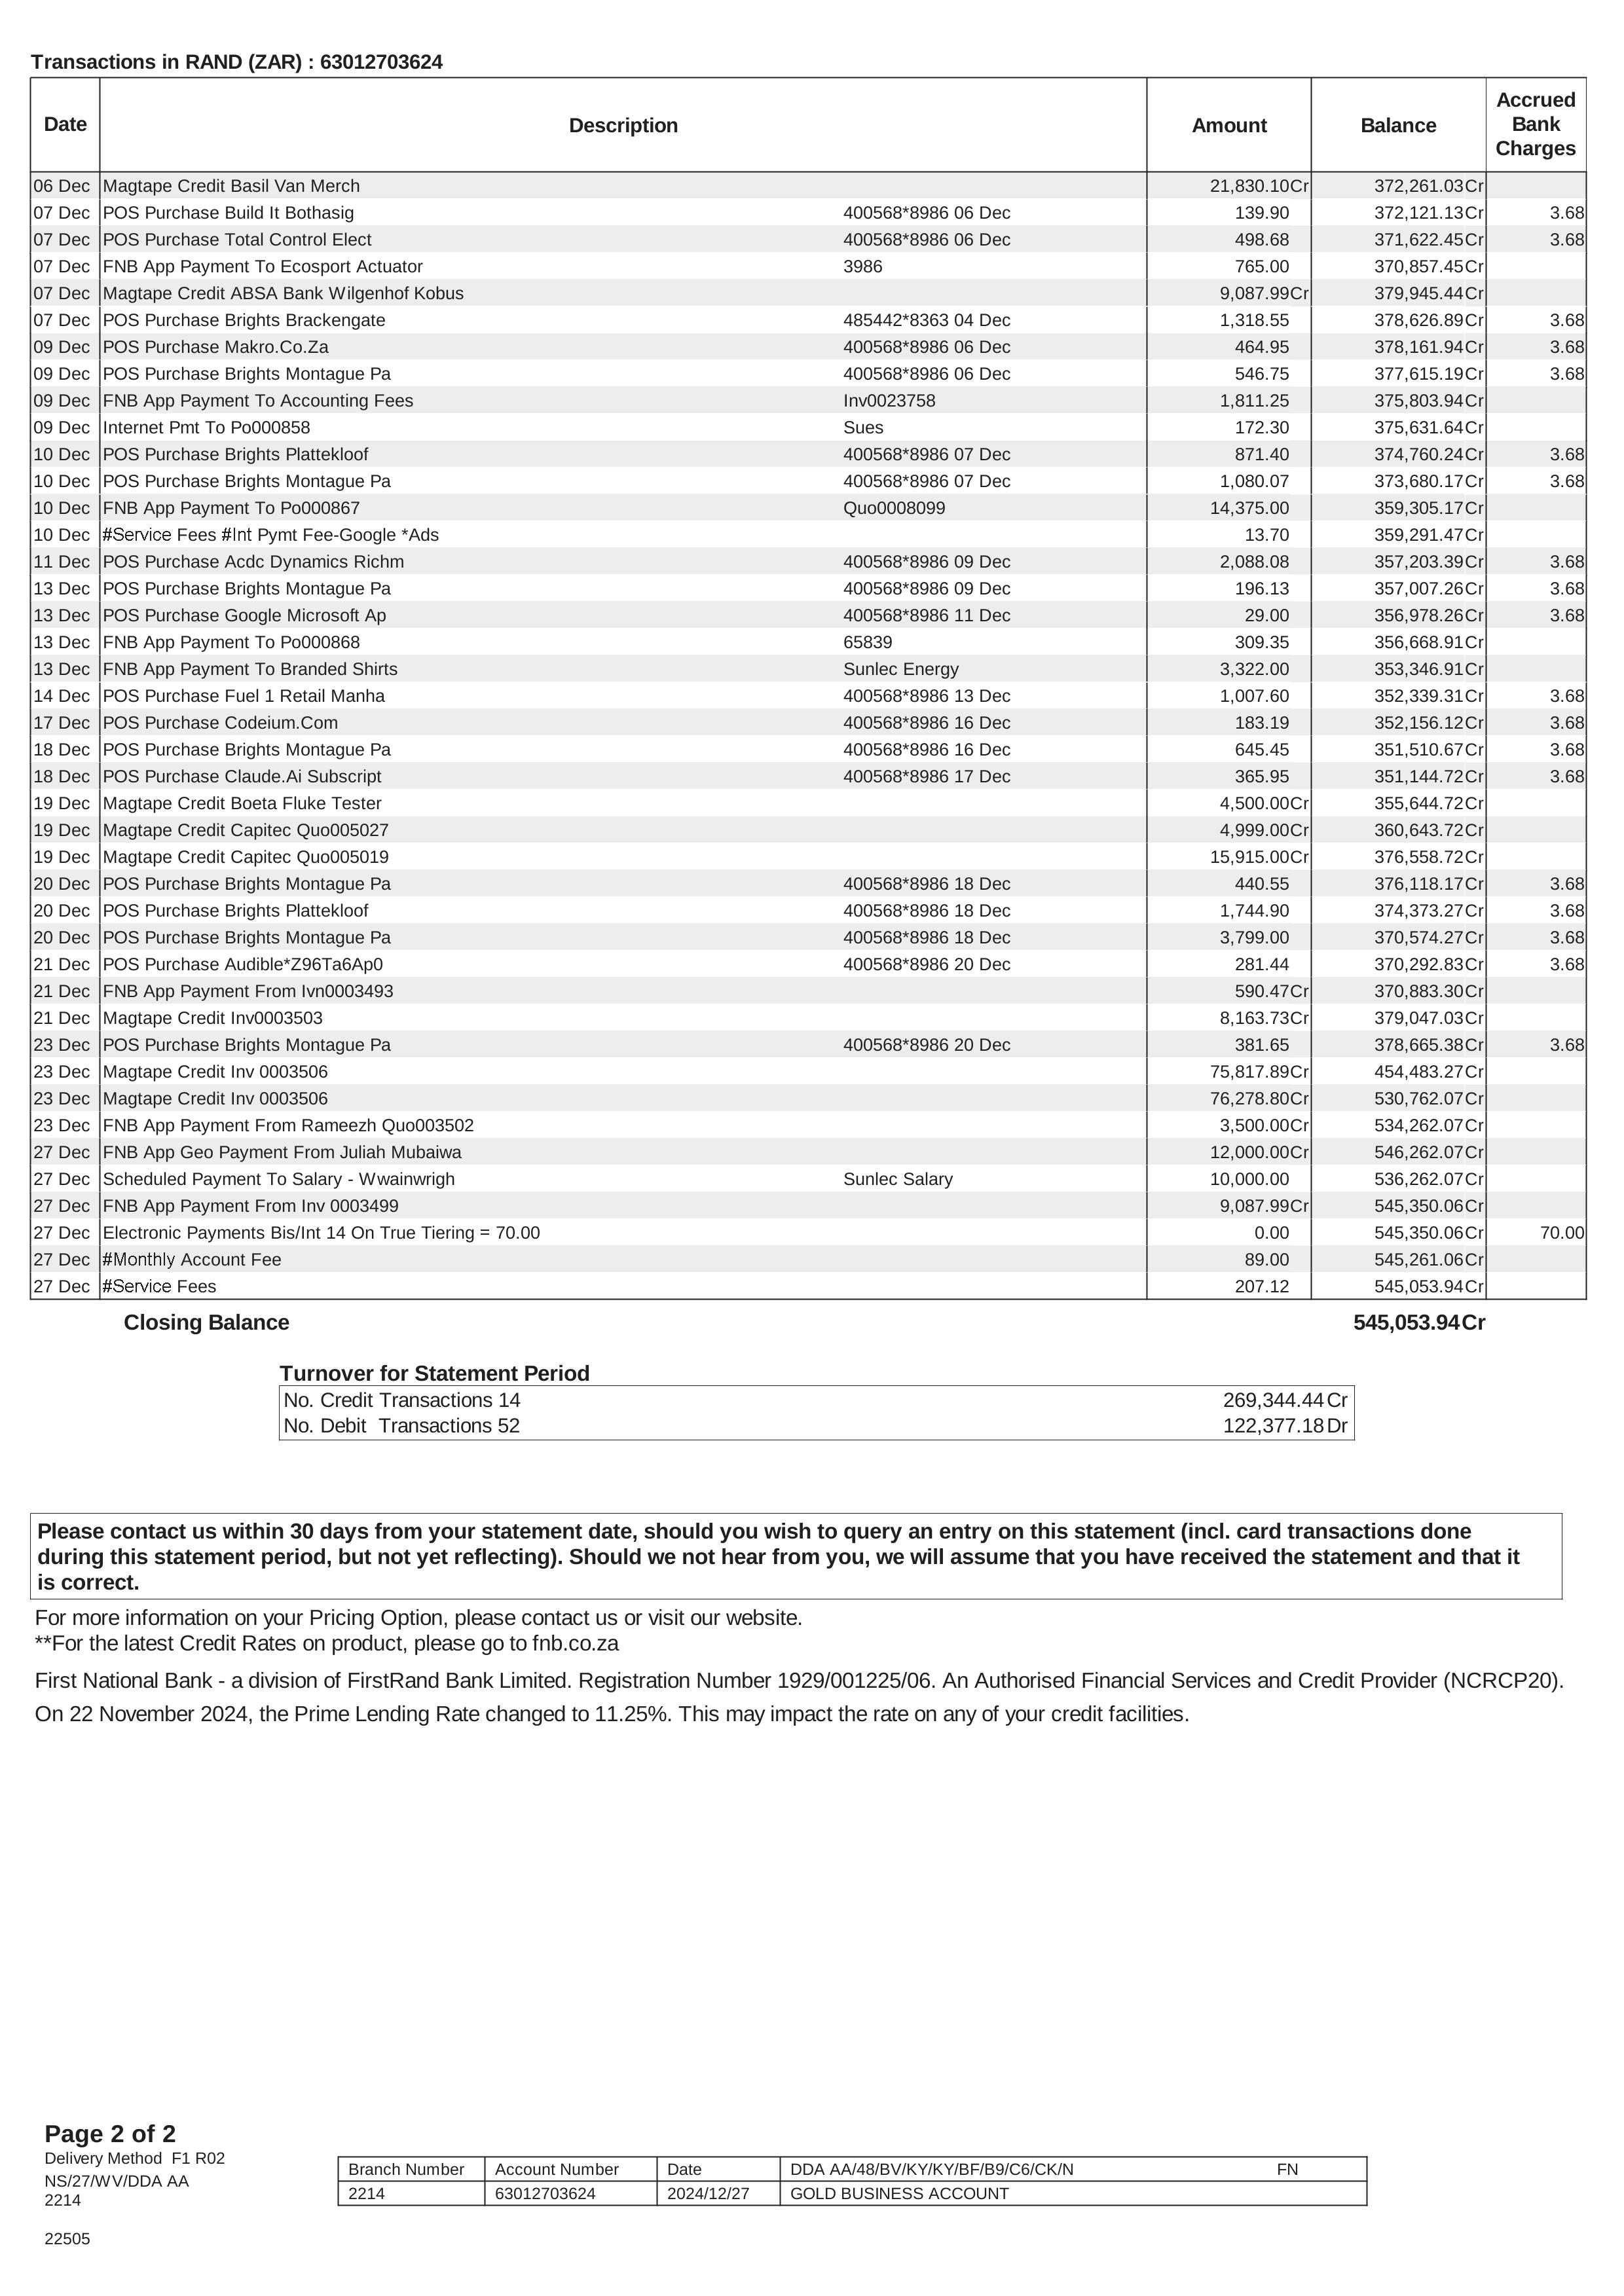 Transactions in RAND (ZAR) : 63012703624
Date Description Amount Balance Accrued Bank Charges
06 Dec Magtape Credit Basil Van Merch 21,830.10Cr 372,261.03Cr
07 Dec POS Purchase Build It Bothasig 400568*8986 06 Dec 139.90 372,121.13Cr 3.68
07 Dec POS Purchase Total Control Elect 400568*8986 06 Dec 498.68 371,622.45Cr 3.68
07 Dec FNB App Payment To Ecosport Actuator 3986 765.00 370,857.45Cr
07 Dec Magtape Credit ABSA Bank Wilgenhof Kobus 9,087.99Cr 379,945.44Cr
07 Dec POS Purchase Brights Brackengate 485442*8363 04 Dec 1,318.55 378,626.89Cr 3.68
09 Dec POS Purchase Makro.Co.Za 400568*8986 06 Dec 464.95 378,161.94Cr 3.68
09 Dec POS Purchase Brights Montague Pa 400568*8986 06 Dec 546.75 377,615.19Cr 3.68
09 Dec FNB App Payment To Accounting Fees Inv0023758 1,811.25 375,803.94Cr
09 Dec Internet Pmt To Po000858 Sues 172.30 375,631.64Cr
10 Dec POS Purchase Brights Plattekloof 400568*8986 07 Dec 871.40 374,760.24Cr 3.68
10 Dec POS Purchase Brights Montague Pa 400568*8986 07 Dec 1,080.07 373,680.17Cr 3.68
10 Dec FNB App Payment To Po000867 Quo0008099 14,375.00 359,305.17Cr
10 Dec #Service Fees #Int Pymt Fee-Google *Ads 13.70 359,291.47Cr
11 Dec POS Purchase Acdc Dynamics Richm 400568*8986 09 Dec 2,088.08 357,203.39Cr 3.68
13 Dec POS Purchase Brights Montague Pa 400568*8986 09 Dec 196.13 357,007.26Cr 3.68
13 Dec POS Purchase Google Microsoft Ap 400568*8986 11 Dec 29.00 356,978.26Cr 3.68
13 Dec FNB App Payment To Po000868 65839 309.35 356,668.91Cr
13 Dec FNB App Payment To Branded Shirts Sunlec Energy 3,322.00 353,346.91Cr
14 Dec POS Purchase Fuel 1 Retail Manha 400568*8986 13 Dec 1,007.60 352,339.31Cr 3.68
17 Dec POS Purchase Codeium.Com 400568*8986 16 Dec 183.19 352,156.12Cr 3.68
18 Dec POS Purchase Brights Montague Pa 400568*8986 16 Dec 645.45 351,510.67Cr 3.68
18 Dec POS Purchase Claude.Ai Subscript 400568*8986 17 Dec 365.95 351,144.72Cr 3.68
19 Dec Magtape Credit Boeta Fluke Tester 4,500.00Cr 355,644.72Cr
19 Dec Magtape Credit Capitec Quo005027 4,999.00Cr 360,643.72Cr
19 Dec Magtape Credit Capitec Quo005019 15,915.00Cr 376,558.72Cr
20 Dec POS Purchase Brights Montague Pa 400568*8986 18 Dec 440.55 376,118.17Cr 3.68
20 Dec POS Purchase Brights Plattekloof 400568*8986 18 Dec 1,744.90 374,373.27Cr 3.68
20 Dec POS Purchase Brights Montague Pa 400568*8986 18 Dec 3,799.00 370,574.27Cr 3.68
21 Dec POS Purchase Audible*Z96Ta6Ap0 400568*8986 20 Dec 281.44 370,292.83Cr 3.68
21 Dec FNB App Payment From Ivn0003493 590.47Cr 370,883.30Cr
21 Dec Magtape Credit Inv0003503 8,163.73Cr 379,047.03Cr
23 Dec POS Purchase Brights Montague Pa 400568*8986 20 Dec 381.65 378,665.38Cr 3.68
23 Dec Magtape Credit Inv 0003506 75,817.89Cr 454,483.27Cr
23 Dec Magtape Credit Inv 0003506 76,278.80Cr 530,762.07Cr
23 Dec FNB App Payment From Rameezh Quo003502 3,500.00Cr 534,262.07Cr
27 Dec FNB App Geo Payment From Juliah Mubaiwa 12,000.00Cr 546,262.07Cr
27 Dec Scheduled Payment To Salary - Wwainwrigh Sunlec Salary 10,000.00 536,262.07Cr
27 Dec FNB App Payment From Inv 0003499 9,087.99Cr 545,350.06Cr
27 Dec Electronic Payments Bis/Int 14 On True Tiering = 70.00 0.00 545,350.06Cr 70.00
27 Dec #Monthly Account Fee 89.00 545,261.06Cr
27 Dec #Service Fees 207.12 545,053.94Cr
Closing Balance 545,053.94Cr
Turnover for Statement Period
No. Credit Transactions 14 269,344.44Cr
No. Debit Transactions 52 122,377.18Dr
Please contact us within 30 days from your statement date, should you wish to query an entry on this statement (incl. card transactions done
during this statement period, but not yet reflecting). Should we not hear from you, we will assume that you have received the statement and that it
is correct.
For more information on your Pricing Option, please contact us or visit our website.
**For the latest Credit Rates on product, please go to fnb.co.za
First National Bank - a division of FirstRand Bank Limited. Registration Number 1929/001225/06. An Authorised Financial Services and Credit Provider (NCRCP20).
On 22 November 2024, the Prime Lending Rate changed to 11.25%. This may impact the rate on any of your credit facilities.
Page 2 of 2
Delivery Method F1 R02
NS/27/WV/DDA AA
2214
22505
Branch Number Account Number Date DDA AA/48/BV/KY/KY/BF/B9/C6/CK/N FN
2214 63012703624 2024/12/27 GOLD BUSINESS ACCOUNT